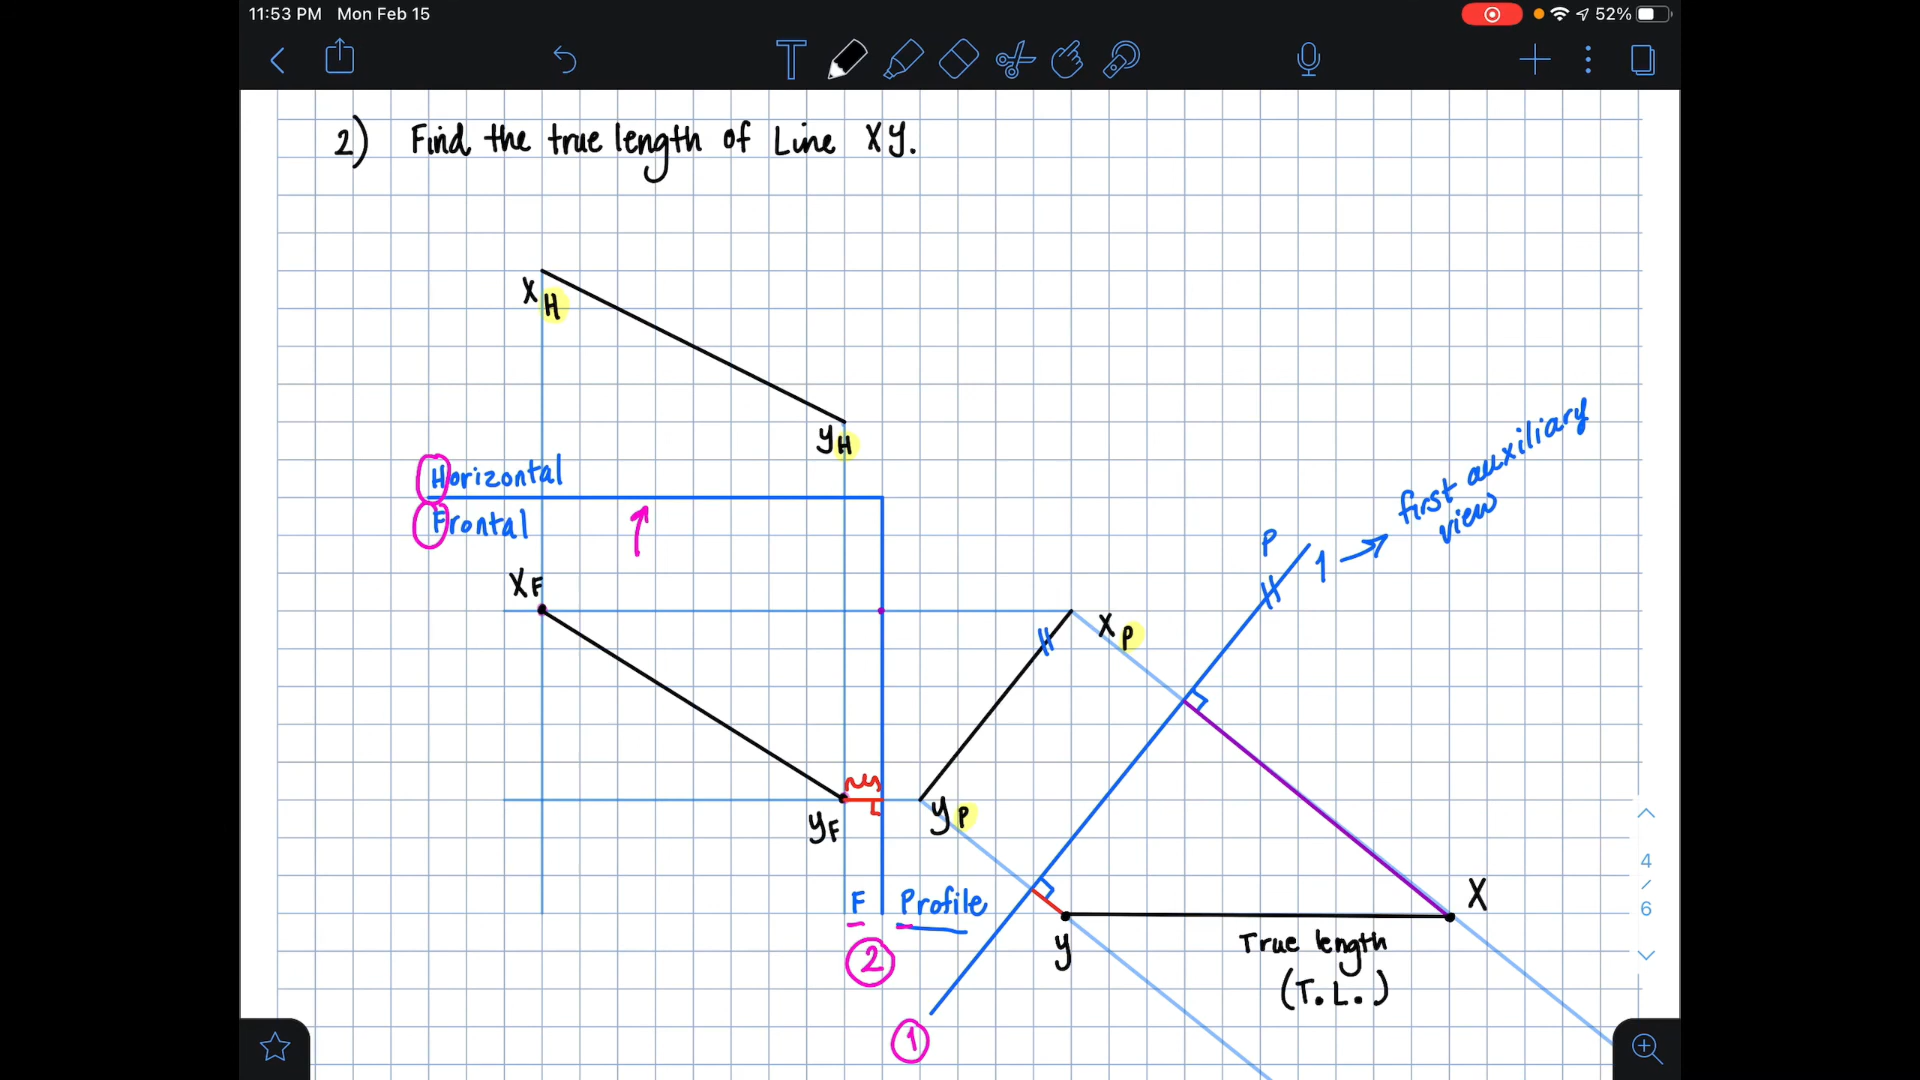 11:53 PM Mon Feb 15
52%
2) Find the true length of Line XY.
XH
YH
Horizontal
Frontal
first auxiliary
view
P
1
XF
XP
YF
YP
F Profile
2
1
X
y
True length
(T.L.)
4
/
6